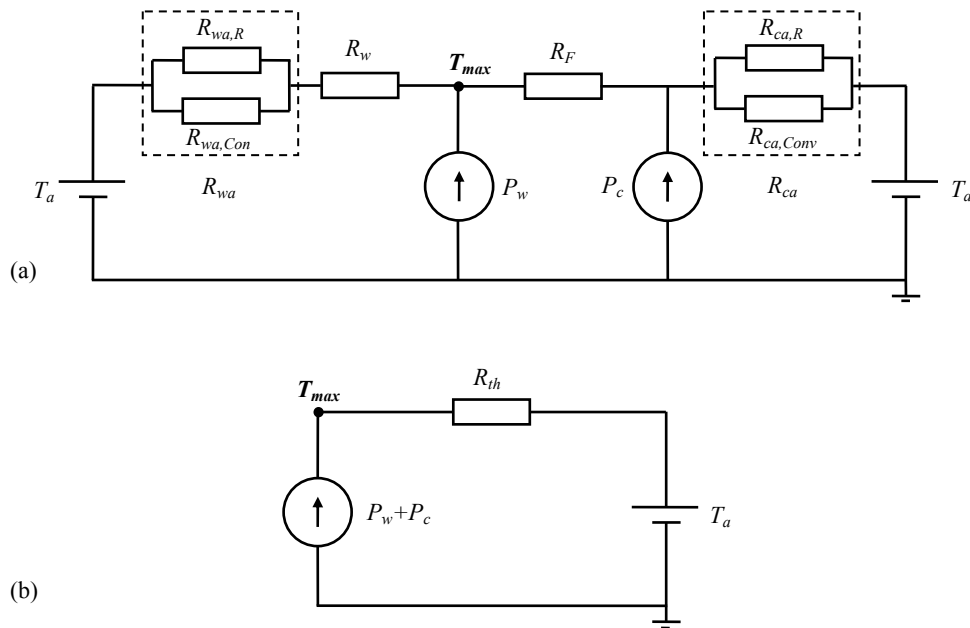 R_wa,R
R_w
T_max
R_F
R_ca,R
R_wa,Con
R_ca,Conv
T_a
R_wa
P_w
P_c
R_ca
T_a
(a)
T_max
R_th
P_w+P_c
T_a
(b)